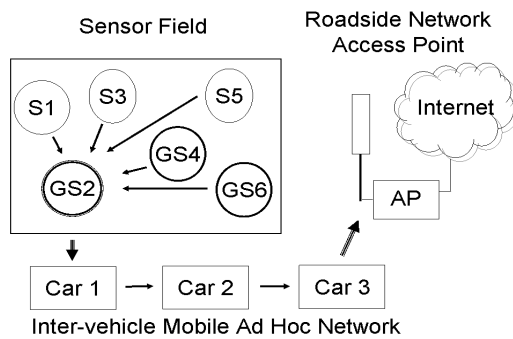 Sensor Field
Roadside Network
Access Point
S1
S3
S5
GS4
GS2
GS6
Internet
AP
Car 1
Car 2
Car 3
Inter-vehicle Mobile Ad Hoc Network